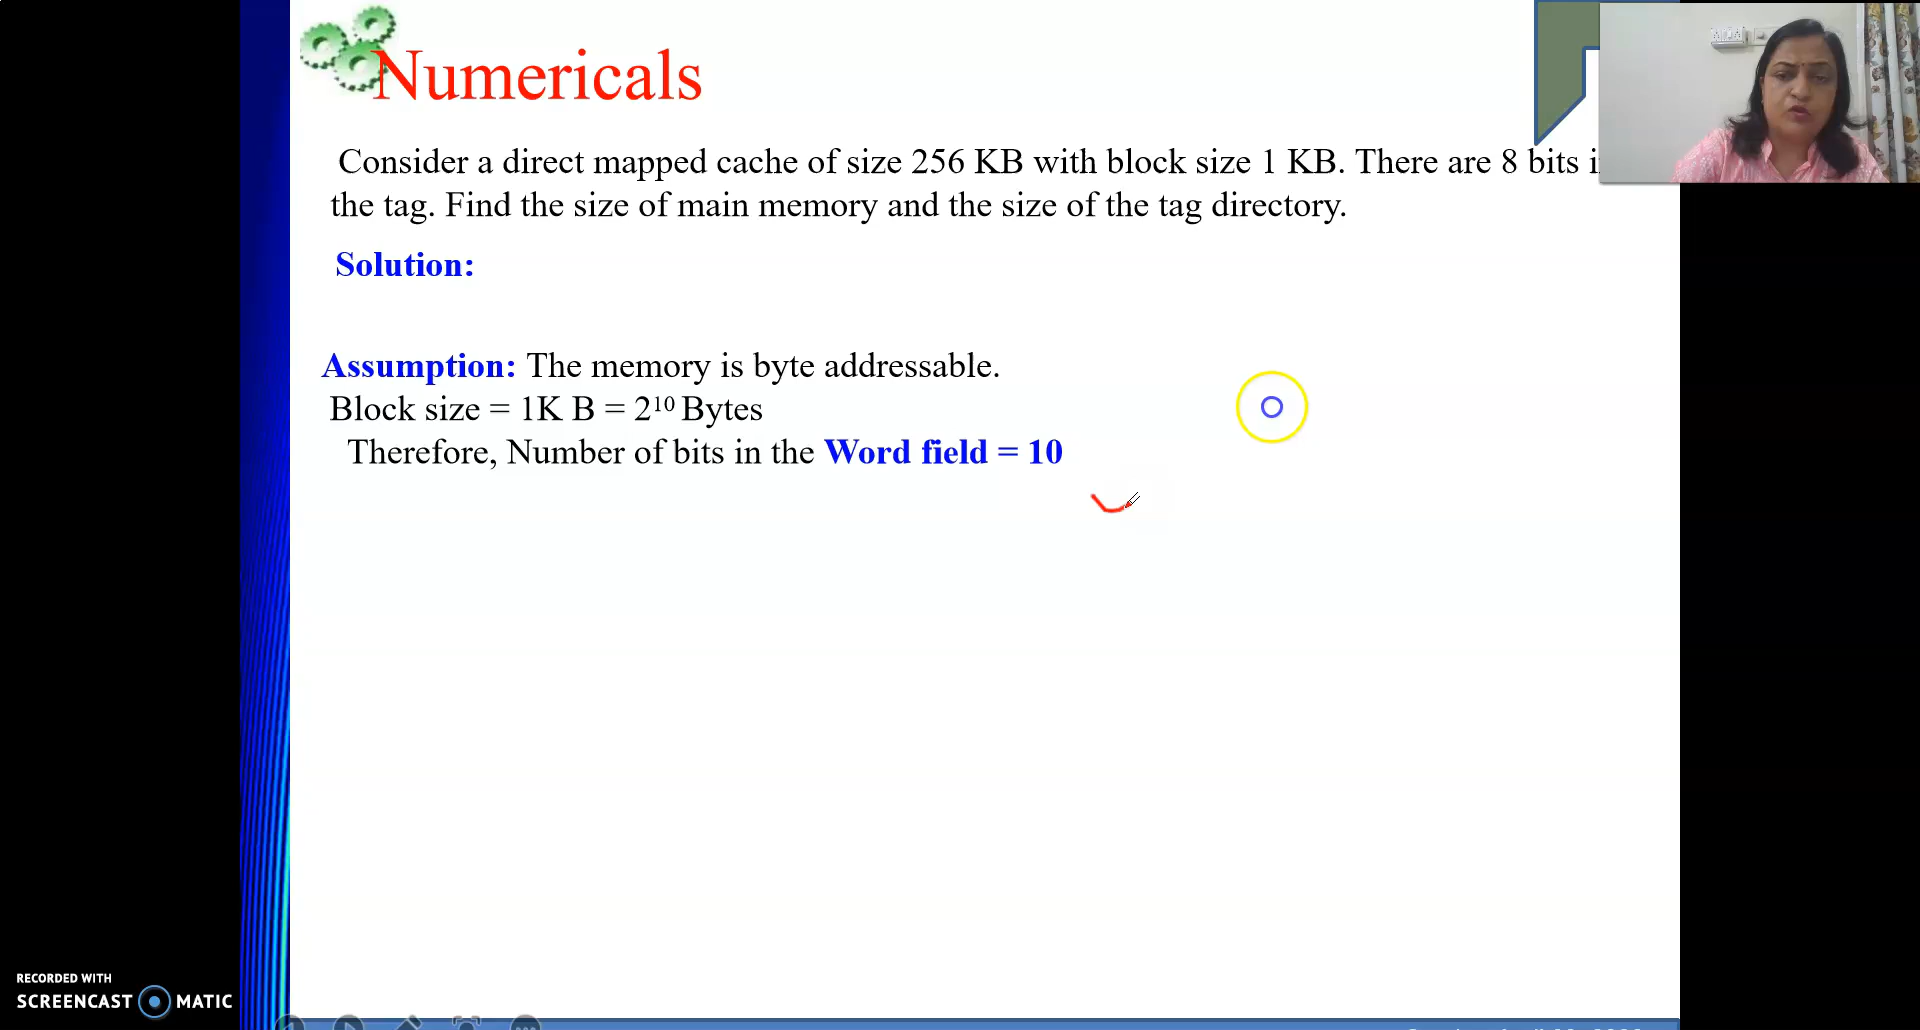 Numericals
Consider a direct mapped cache of size 256 KB with block size 1 KB. There are 8 bits
the tag. Find the size of main memory and the size of the tag directory.
Solution:
Assumption: The memory is byte addressable.
Block size = 1K B = 2¹⁰ Bytes
Therefore, Number of bits in the Word field = 10
RECORDED WITH
SCREENCAST MATIC